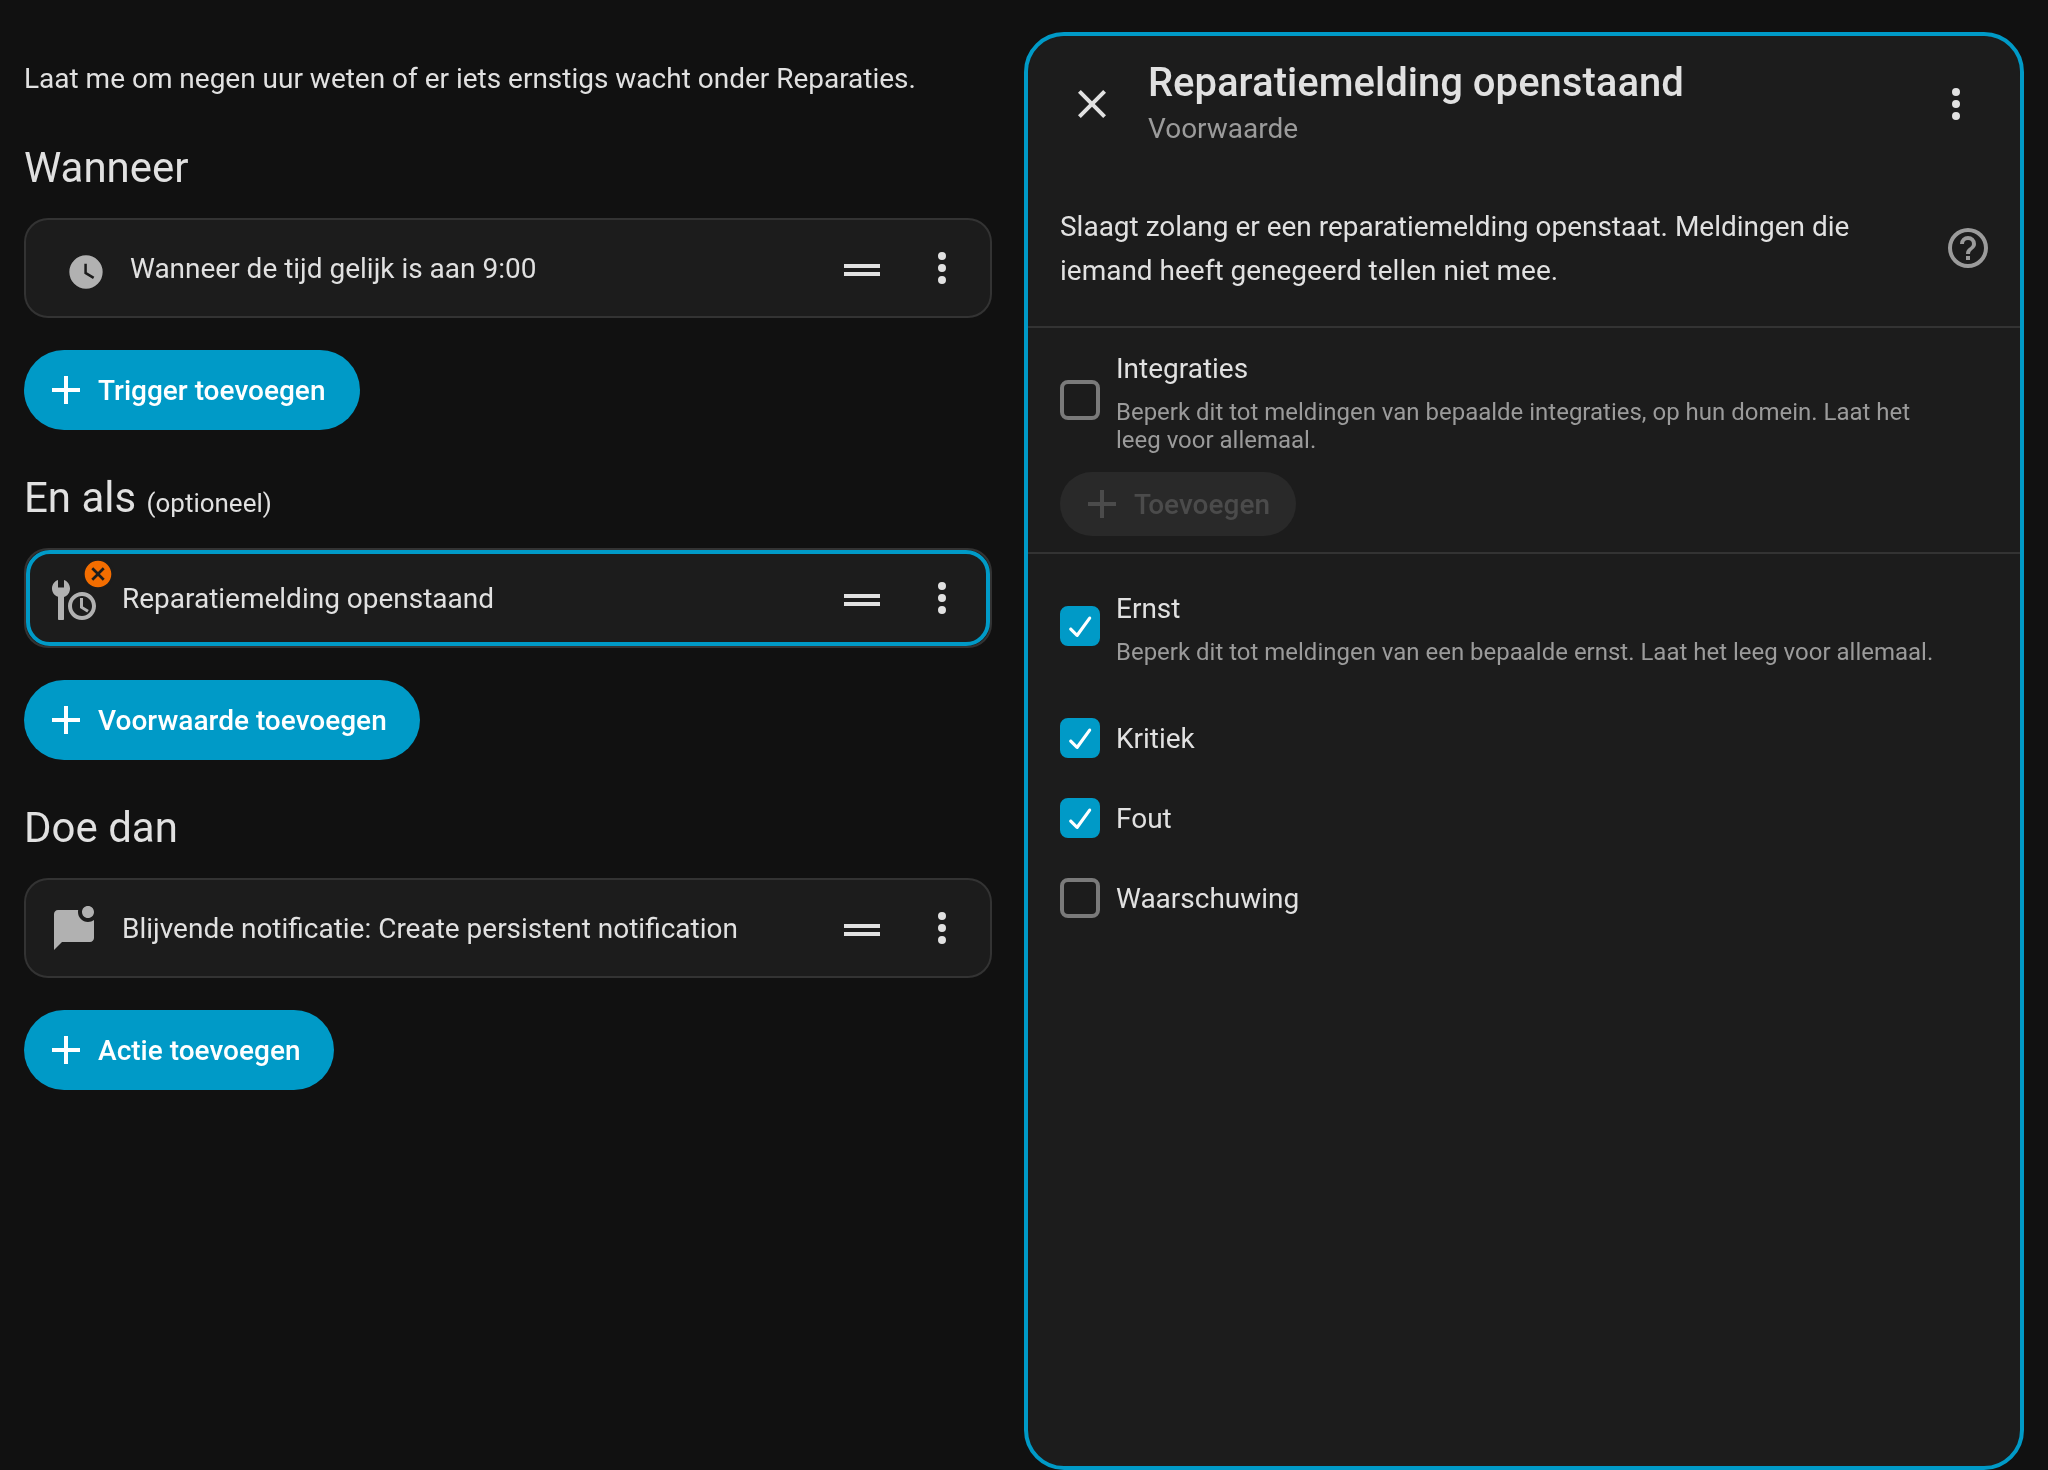 Laat me om negen uur weten of er iets ernstigs wacht onder Reparaties.
Wanneer
Wanneer de tijd gelijk is aan 9:00
Trigger toevoegen
En als (optioneel)
Reparatiemelding openstaand
Voorwaarde toevoegen
Doe dan
Blijvende notificatie: Create persistent notification
Actie toevoegen
Reparatiemelding openstaand
Voorwaarde
Slaagt zolang er een reparatiemelding openstaat. Meldingen die
iemand heeft genegeerd tellen niet mee.
Integraties
Beperk dit tot meldingen van bepaalde integraties, op hun domein. Laat het
leeg voor allemaal.
Toevoegen
Ernst
Beperk dit tot meldingen van een bepaalde ernst. Laat het leeg voor allemaal.
Kritiek
Fout
Waarschuwing